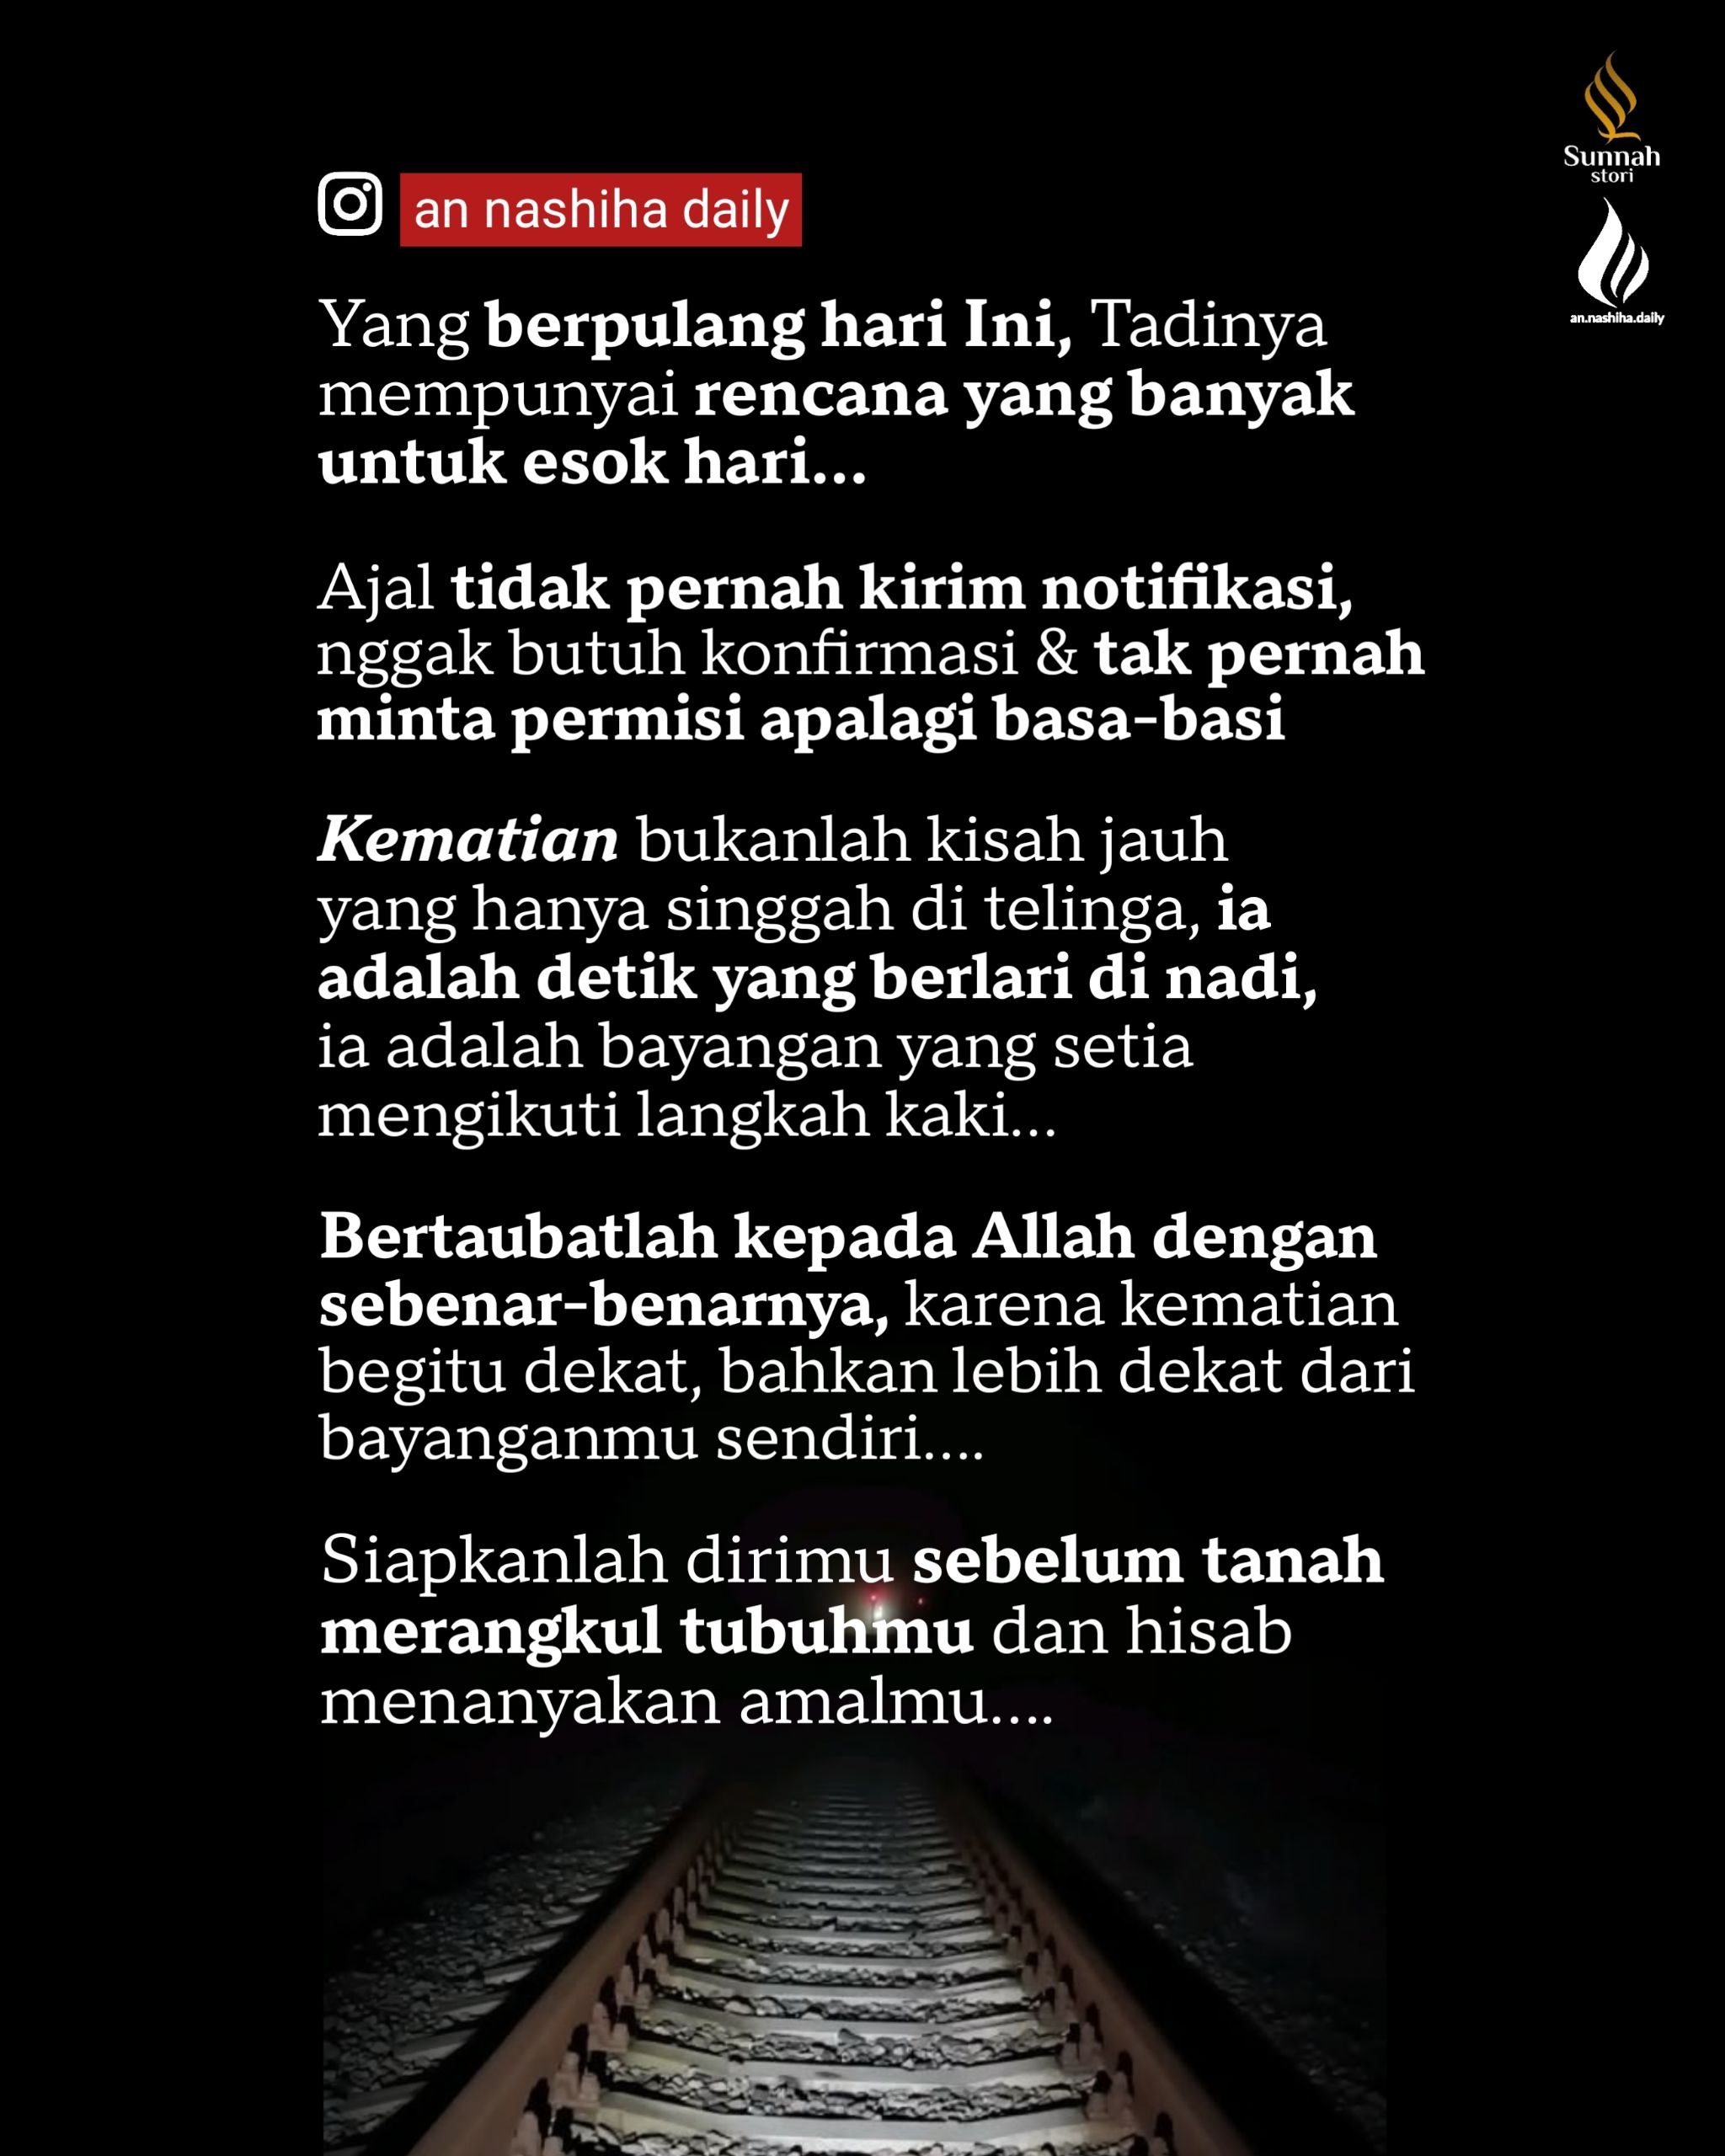 Sunnah
stori
an.nashiha.daily
an nashiha daily
Yang berpulang hari Ini, Tadinya
mempunyai rencana yang banyak
untuk esok hari...
Ajal tidak pernah kirim notifikasi,
nggak butuh konfirmasi & tak pernah
minta permisi apalagi basa-basi
Kematian bukanlah kisah jauh
yang hanya singgah di telinga, ia
adalah detik yang berlari di nadi,
ia adalah bayangan yang setia
mengikuti langkah kaki...
Bertaubatlah kepada Allah dengan
sebenar-benarnya, karena kematian
begitu dekat, bahkan lebih dekat dari
bayanganmu sendiri....
Siapkanlah dirimu sebelum tanah
merangkul tubuhmu dan hisab
menanyakan amalmu....